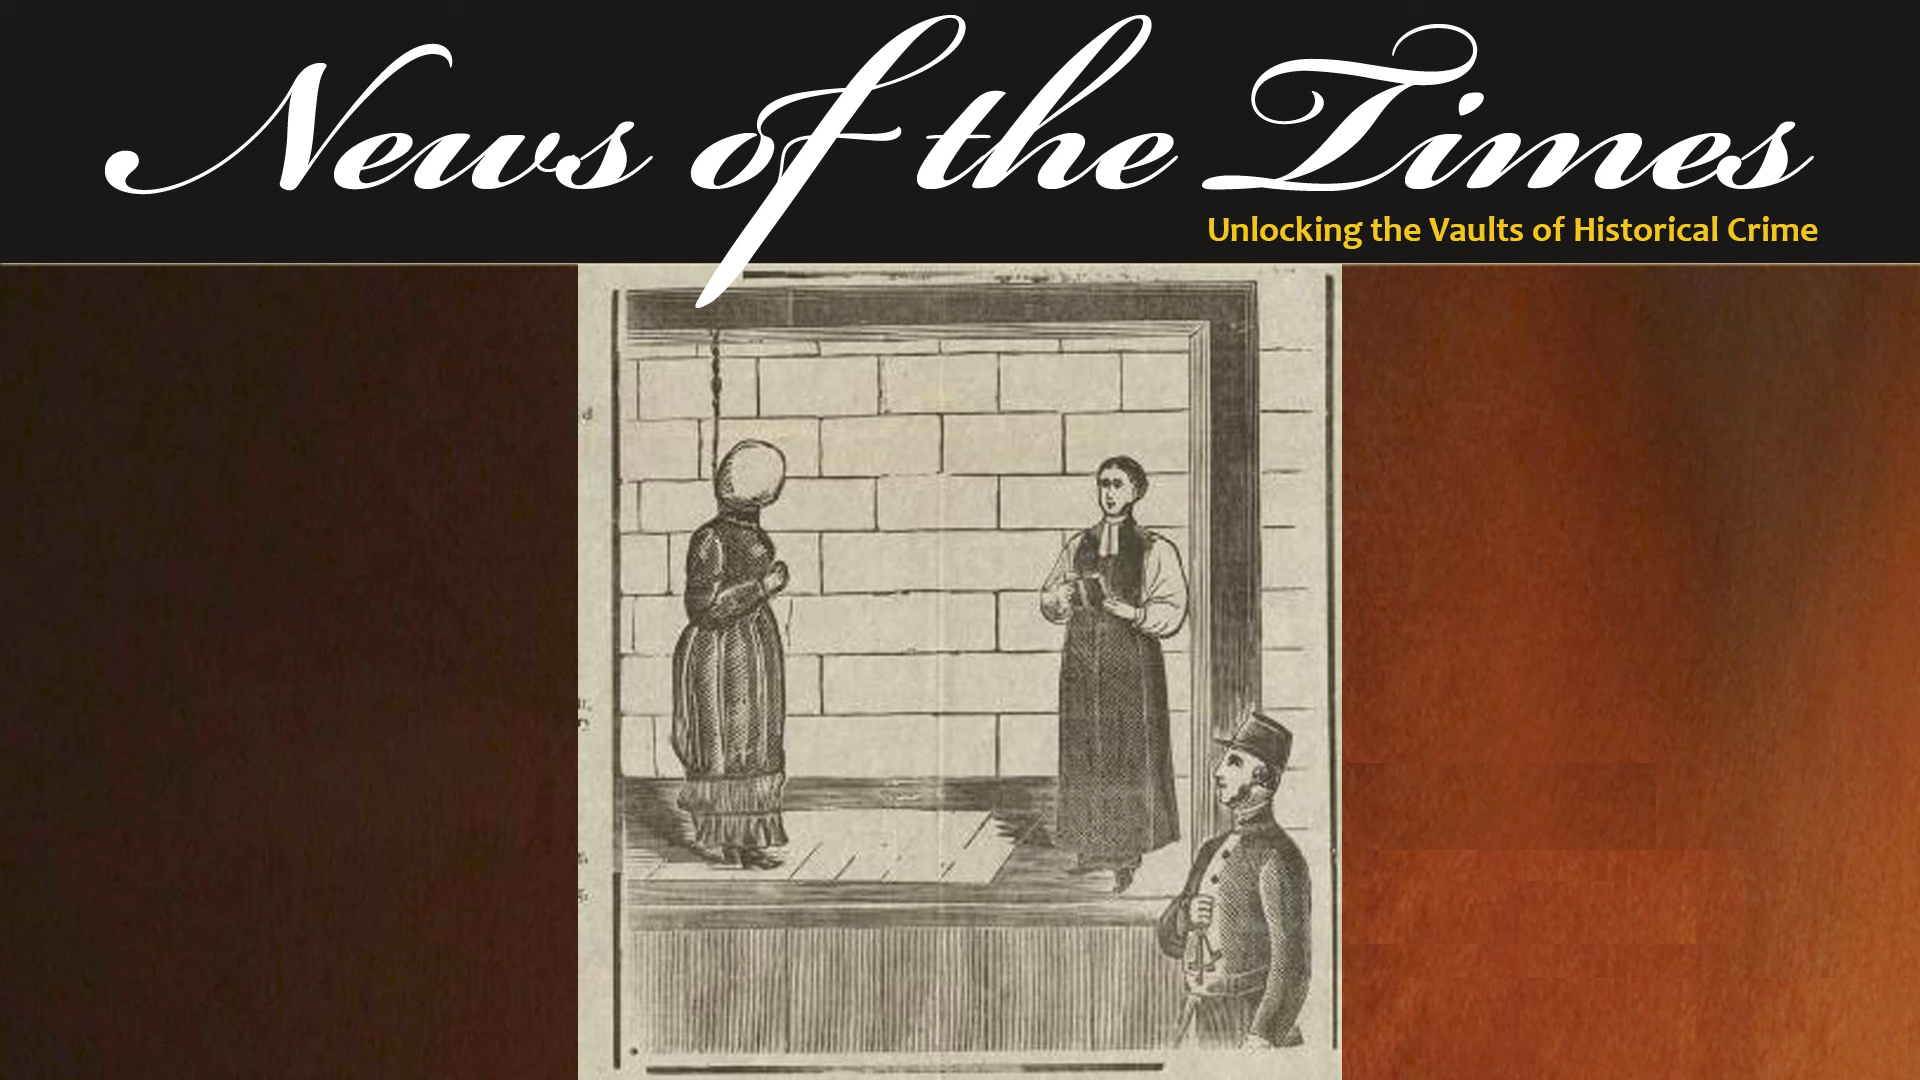 News of the Times
Unlocking the Vaults of Historical Crime